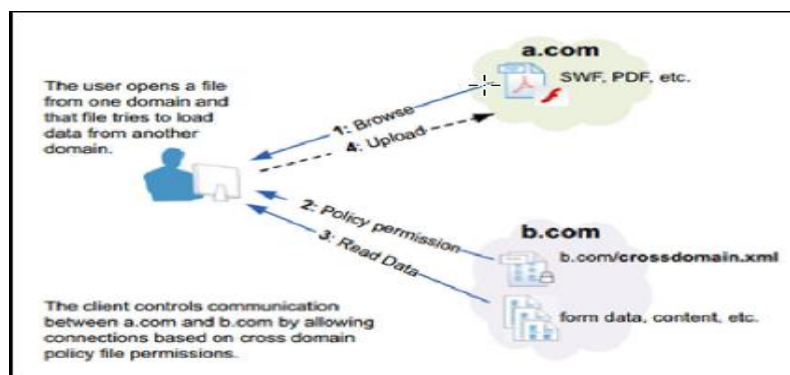 a.com
SWF, PDF, etc.
The user opens a file
from one domain and
that file tries to load
data from another
domain.
1: Browse
4: Upload
2: Policy permission
3: Read Data
b.com
b.com/crossdomain.xml
form data, content, etc.
The client controls communication
between a.com and b.com by allowing
connections based on cross domain
policy file permissions.